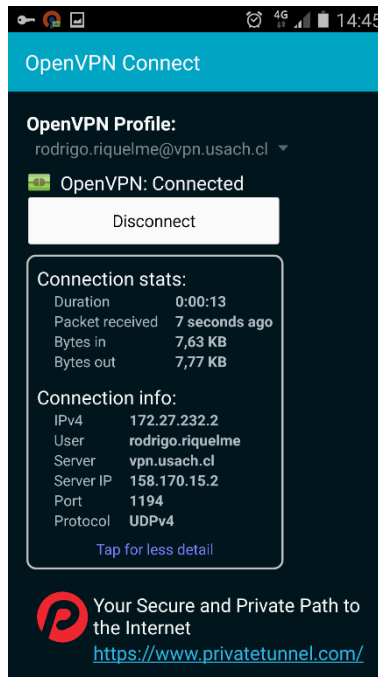 4G
14:45
OpenVPN Connect
OpenVPN Profile:
rodrigo.riquelme@vpn.usach.cl
OpenVPN: Connected
Disconnect
Connection stats:
Duration 0:00:13
Packet received 7 seconds ago
Bytes in 7,63 KB
Bytes out 7,77 KB
Connection info:
IPv4 172.27.232.2
User rodrigo.riquelme
Server vpn.usach.cl
Server IP 158.170.15.2
Port 1194
Protocol UDPv4
Tap for less detail
Your Secure and Private Path to
the Internet
https://www.privatetunnel.com/